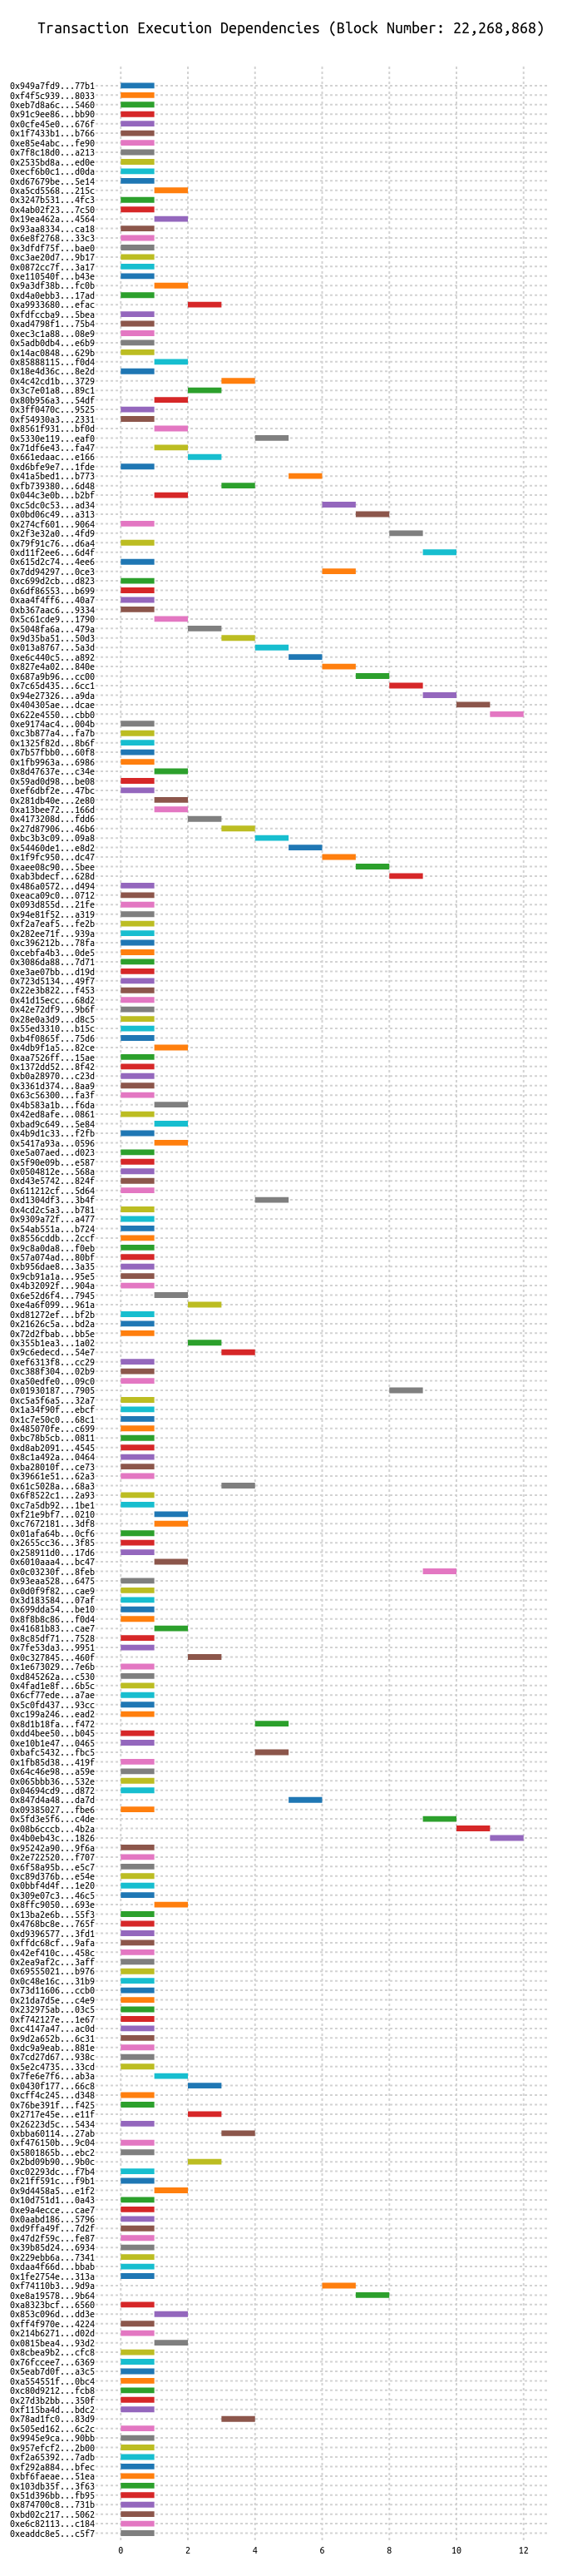 Transaction Execution Dependencies (Block Number: 22,268,868)
0x949a7fd9...77b1
0xf4f5c939...8033
0xeb7d8a6c...5460
0x91c9ee86...bb90
0x0cfe45e0...676f
0x1f7433b1...b766
0xe85e4abc...fe90
0x7f8c18d0...a213
0x2535bd8a...ed0e
0xecf6b0c1...d0da
0xd67679be...5e14
0xa5cd5568...215c
0x3247b531...4fc3
0x4ab02f23...7c50
0x19ea462a...4564
0x93aa8334...ca18
0x6e8f2768...33c3
0x3dfdf75f...bae0
0xc3ae20d7...9b17
0x0872cc7f...3a17
0xe110540f...b43e
0x9a3df38b...fc0b
0xd4a0ebb3...17ad
0xa9933680...efac
0xfdfccba9...5bea
0xad4798f1...75b4
0xec3c1a88...08e9
0x5adb0db4...e6b9
0x14ac0848...629b
0x85888115...f0d4
0x18e4d36c...8e2d
0x4c42cd1b...3729
0x3c7e01a8...89c1
0x80b956a3...54df
0x3ff0470c...9525
0xf54930a3...2331
0x8561f931...bf0d
0x5330e119...eaf0
0x71df6e43...fa47
0x661edaac...e166
0xd6bfe9e7...1fde
0x41a5bed1...b773
0xfb739380...6d48
0x044c3e0b...b2bf
0xc5dc0c53...ad34
0x0bd06c49...a313
0x274cf601...9064
0x2f3e32a0...4fd9
0x79f91c76...d6a4
0xd11f2ee6...6d4f
0x615d2c74...4ee6
0x7dd94297...0ce3
0xc699d2cb...d823
0x6df86553...b699
0xaa4f4ff6...40a7
0xb367aac6...9334
0x5c61cde9...1790
0x5048fa6a...479a
0x9d35ba51...50d3
0x013a8767...5a3d
0xe6c440c5...a892
0x827e4a02...840e
0x687a9b96...cc00
0x7c65d435...6cc1
0x94e27326...a9da
0x404305ae...dcae
0x622e4550...cbb0
0xe9174ac4...004b
0xc3b877a4...fa7b
0x1325f82d...8b6f
0x7b57fbb0...60f8
0x1fb9963a...6986
0x8d47637e...c34e
0x59ad0d98...be08
0xef6dbf2e...47bc
0x281db40e...2e80
0xa13bee72...166d
0x4173208d...fdd6
0x27d87906...46b6
0xbc3b3c09...09a8
0x54460de1...e8d2
0x1f9fc950...dc47
0xaee08c90...5bee
0xab3bdecf...628d
0x486a0572...d494
0xeaca09c0...0712
0x093d855d...21fe
0x94e81f52...a319
0xf2a7eaf5...fe2b
0x282ee71f...939a
0xc396212b...78fa
0xcebfa4b3...0de5
0x3086da88...7d71
0xe3ae07bb...d19d
0x723d5134...49f7
0x22e3b822...f453
0x41d15ecc...68d2
0x42e72df9...9b6f
0x28e0a3d9...d8c5
0x55ed3310...b15c
0xb4f0865f...75d6
0x4db9f1a5...82ce
0xaa7526ff...15ae
0x1372dd52...8f42
0xb0a28970...c23d
0x3361d374...8aa9
0x63c56300...fa3f
0x4b583a1b...f6da
0x42ed8afe...0861
0xbad9c649...5e84
0x4b9d1c33...f2fb
0x5417a93a...0596
0xe5a07aed...d023
0x5f90e09b...e587
0x0504812e...568a
0xd43e5742...824f
0x611212cf...5d64
0xd1304df3...3b4f
0x4cd2c5a3...b781
0x9309a72f...a477
0x54ab551a...b724
0x8556cddb...2ccf
0x9c8a0da8...f0eb
0x57a074ad...80bf
0xb956dae8...3a35
0x9cb91a1a...95e5
0x4b32092f...904a
0x6e52d6f4...7945
0xe4a6f099...961a
0xd81272ef...bf2b
0x21626c5a...bd2a
0x72d2fbab...bb5e
0x355b1ea3...1a02
0x9c6edecd...54e7
0xef6313f8...cc29
0xc388f304...02b9
0xa50edfe0...09c0
0x01930187...7905
0xc5a5f6a5...32a7
0x1a34f90f...ebcf
0x1c7e50c0...68c1
0x485070fe...c699
0xbc78b5cb...0811
0xd8ab2091...4545
0x8c1a492a...0464
0xba28010f...ce73
0x39661e51...62a3
0x61c5028a...68a3
0x6f8522c1...2a93
0xc7a5db92...1be1
0xf21e9bf7...0210
0xc7672181...3df8
0x01afa64b...0cf6
0x2655cc36...3f85
0x258911d0...17d6
0x6010aaa4...bc47
0x0c03230f...8feb
0x93eaa528...6475
0x0d0f9f82...cae9
0x3d183584...07af
0x699dda54...be10
0x8f8b8c86...f0d4
0x41681b83...cae7
0x8c85df71...7528
0x7fe53da3...9951
0x0c327845...460f
0x1e673029...7e6b
0xd845262a...c530
0x4fad1e8f...6b5c
0x6cf77ede...a7ae
0x5c0fd437...93cc
0xc199a246...ead2
0x8d1b18fa...f472
0xdd4bee50...b045
0xe10b1e47...0465
0xbafc5432...fbc5
0x1fb85d38...419f
0x64c46e98...a59e
0x065bbb36...532e
0x04694cd9...d872
0x847d4a48...da7d
0x09385027...fbe6
0x5fd3e5f6...c4de
0x08b6cccb...4b2a
0x4b0eb43c...1826
0x95242a90...9f6a
0x2e722520...f707
0x6f58a95b...e5c7
0xc89d376b...e54e
0x0bbf4d4f...1e20
0x309e07c3...46c5
0x8ffc9050...693e
0x13ba2e6b...55f3
0x4768bc8e...765f
0xd9396577...3fd1
0xffdc68cf...9afa
0x42ef410c...458c
0x2ea9af2c...3aff
0x69555021...b976
0x0c48e16c...31b9
0x73d11606...ccb0
0x21da7d5e...c4e9
0x232975ab...03c5
0xf742127e...1e67
0xc4147a47...ac0d
0x9d2a652b...6c31
0xdc9a9eab...881e
0x7cd27d67...938c
0x5e2c4735...33cd
0x7fe6e7f6...ab3a
0x0430f177...66c8
0xcff4c245...d348
0x76be391f...f425
0x2717e45e...e11f
0x26223d5c...5434
0xbba60114...27ab
0xf476150b...9c04
0x5801865b...ebc2
0x2bd09b90...9b0c
0xc02293dc...f7b4
0x21ff591c...f9b1
0x9d4458a5...e1f2
0x10d751d1...0a43
0xe9a4ecce...cae7
0x0aabd186...5796
0xd9ffa49f...7d2f
0x47d2f59c...fe87
0x39b85d24...6934
0x229ebb6a...7341
0xdaa4f66d...bbab
0x1fe2754e...313a
0xf74110b3...9d9a
0xe8a19578...9b64
0xa8323bcf...6560
0x853c096d...dd3e
0xff4f970e...4224
0x214b6271...d02d
0x0815bea4...93d2
0x8cbea9b2...cfc8
0x76fccee7...6369
0x5eab7d0f...a3c5
0xa554551f...0bc4
0xc80d9212...fcb8
0x27d3b2bb...350f
0xf115ba4d...bdc2
0x78ad1fc0...83d9
0x505ed162...6c2c
0x9945e9ca...90bb
0x957efcf2...2b00
0xf2a65392...7adb
0xf292a884...bfec
0xbf6faeae...51ea
0x103db35f...3f63
0x51d396bb...fb95
0x874700c8...731b
0xbd02c217...5062
0xe6c82113...c184
0xeaddc8e5...c5f7
0 2 4 6 8 10 12